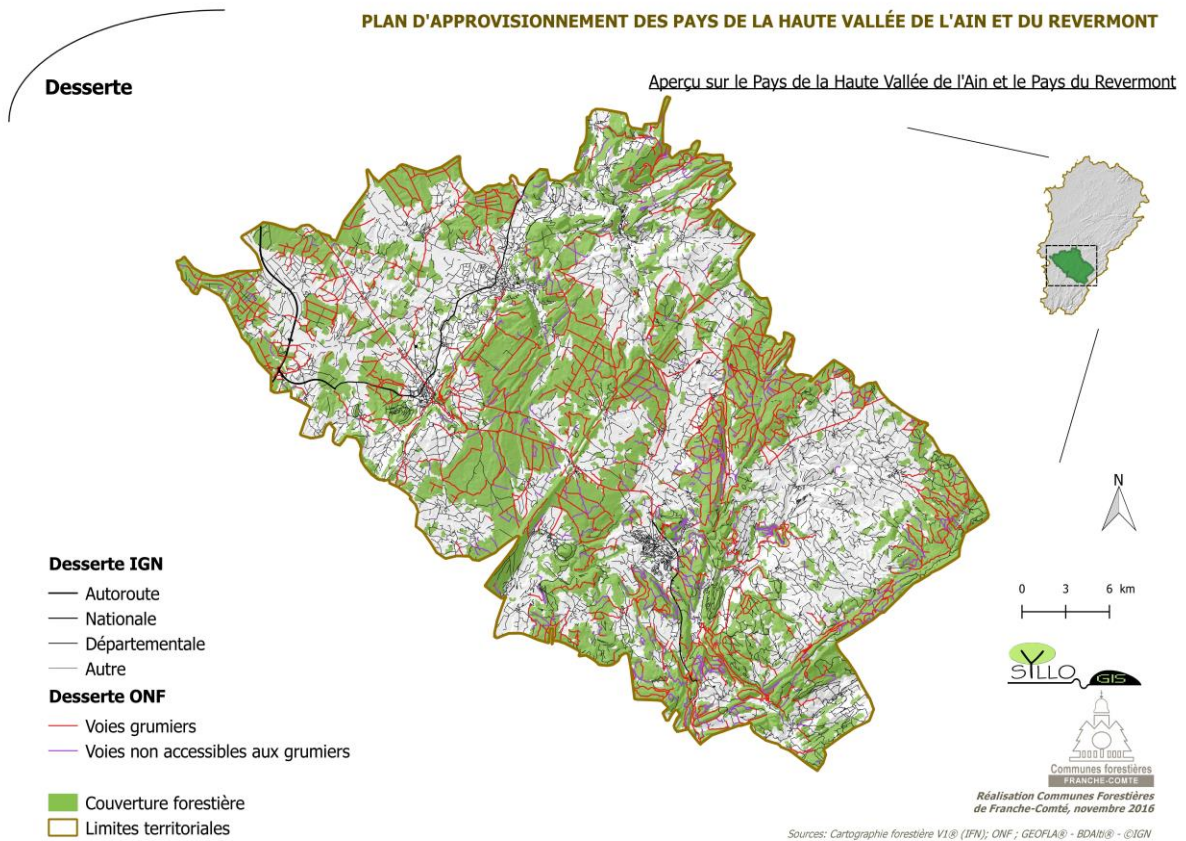 PLAN D'APPROVISIONNEMENT DES PAYS DE LA HAUTE VALLÉE DE L'AIN ET DU REVERMONT
Desserte
Aperçu sur le Pays de la Haute Vallée de l'Ain et le Pays du Revermont
N
0 3 6 km
Desserte IGN
Autoroute
Nationale
Départementale
Autre
Desserte ONF
Voies grumiers
Voies non accessibles aux grumiers
Couverture forestière
Limites territoriales
SYLLO GIS
Communes forestières
FRANCHE-COMTE
Réalisation Communes Forestières
de Franche-Comté, novembre 2016
Sources: Cartographie forestière V1® (IFN); ONF ; GEOFLA® - BDAlti® - ©IGN